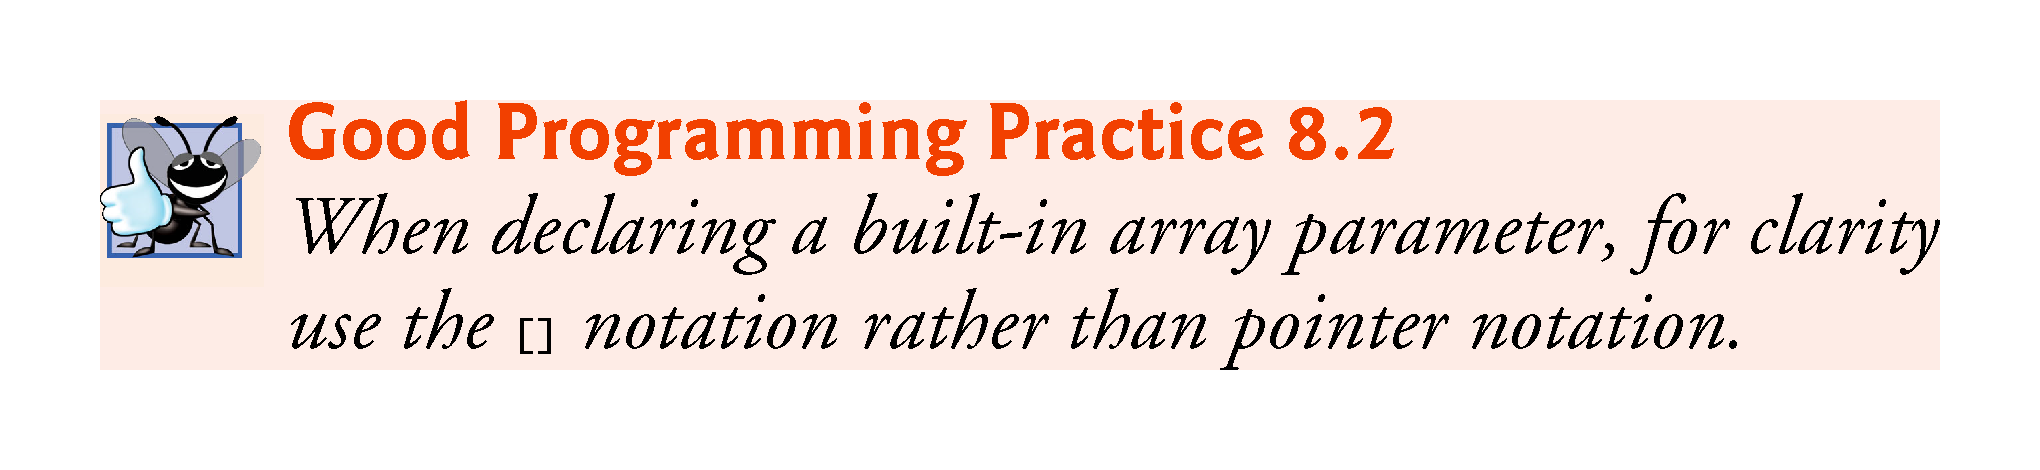 Good Programming Practice 8.2
When declaring a built-in array parameter, for clarity
use the [] notation rather than pointer notation.